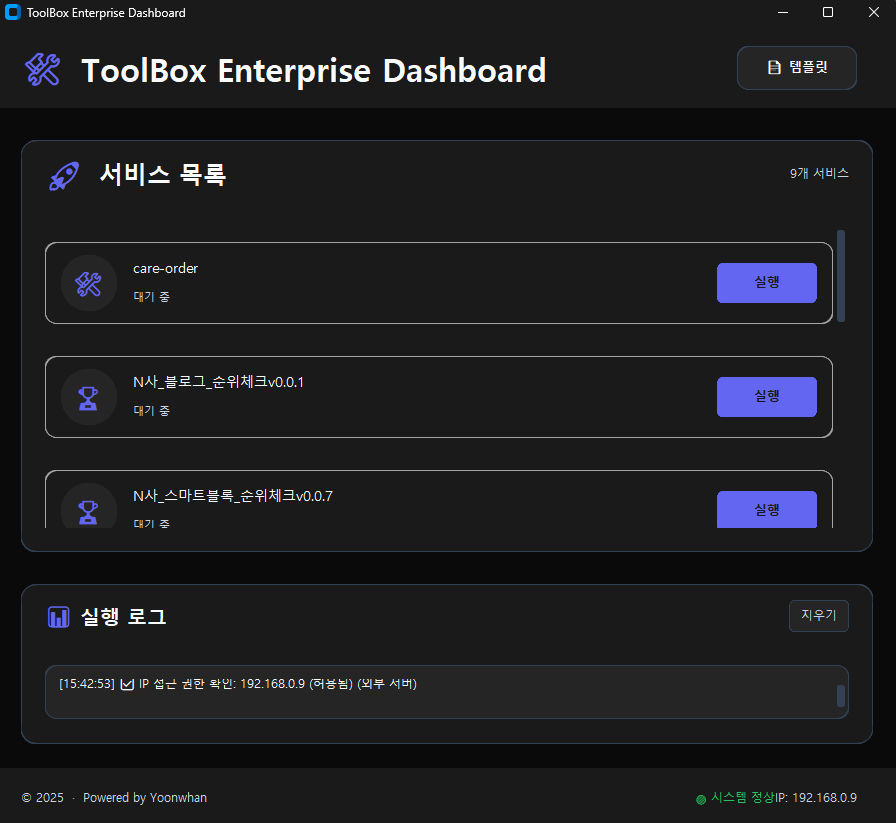 ToolBox Enterprise Dashboard
ToolBox Enterprise Dashboard
템플릿
서비스 목록
9개 서비스
care-order
대기 중
실행
N사_블로그_순위체크v0.0.1
대기 중
실행
N사_스마트블록_순위체크v0.0.7
대기 중
실행
실행 로그
지우기
[15:42:53] ☑ IP 접근 권한 확인: 192.168.0.9 (허용됨) (외부 서버)
© 2025 · Powered by Yoonwhan
시스템 정상IP: 192.168.0.9